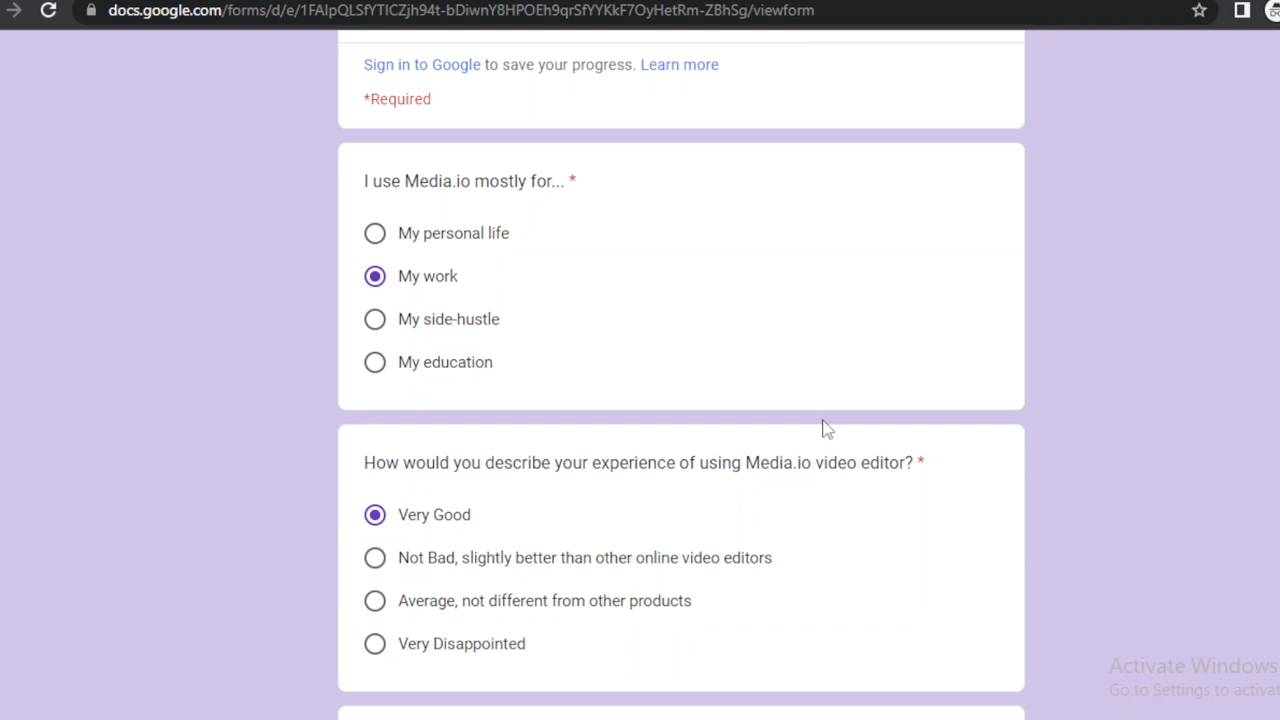 docs.google.com/forms/d/e/1FAIpQLSfYTICZjh94t-bDiwnY8HPOEh9qrSfYYKkF7OyHetRm-ZBhSg/viewform
Sign in to Google to save your progress. Learn more
*Required
I use Media.io mostly for... *
My personal life
My work
My side-hustle
My education
How would you describe your experience of using Media.io video editor? *
Very Good
Not Bad, slightly better than other online video editors
Average, not different from other products
Very Disappointed
Activate Windows
Go to Settings to activat